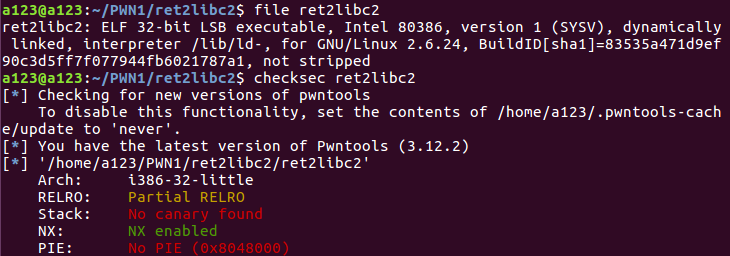 a123@a123:~/PWN1/ret2libc2$ file ret2libc2
ret2libc2: ELF 32-bit LSB executable, Intel 80386, version 1 (SYSV), dynamically
 linked, interpreter /lib/ld-, for GNU/Linux 2.6.24, BuildID[sha1]=83535a471d9ef
90c3d5ff7f077944fb6021787a1, not stripped
a123@a123:~/PWN1/ret2libc2$ checksec ret2libc2
[*] Checking for new versions of pwntools
    To disable this functionality, set the contents of /home/a123/.pwntools-cach
e/update to 'never'.
[*] You have the latest version of Pwntools (3.12.2)
[*] '/home/a123/PWN1/ret2libc2/ret2libc2'
    Arch:     i386-32-little
    RELRO:    Partial RELRO
    Stack:    No canary found
    NX:       NX enabled
    PIE:      No PIE (0x8048000)